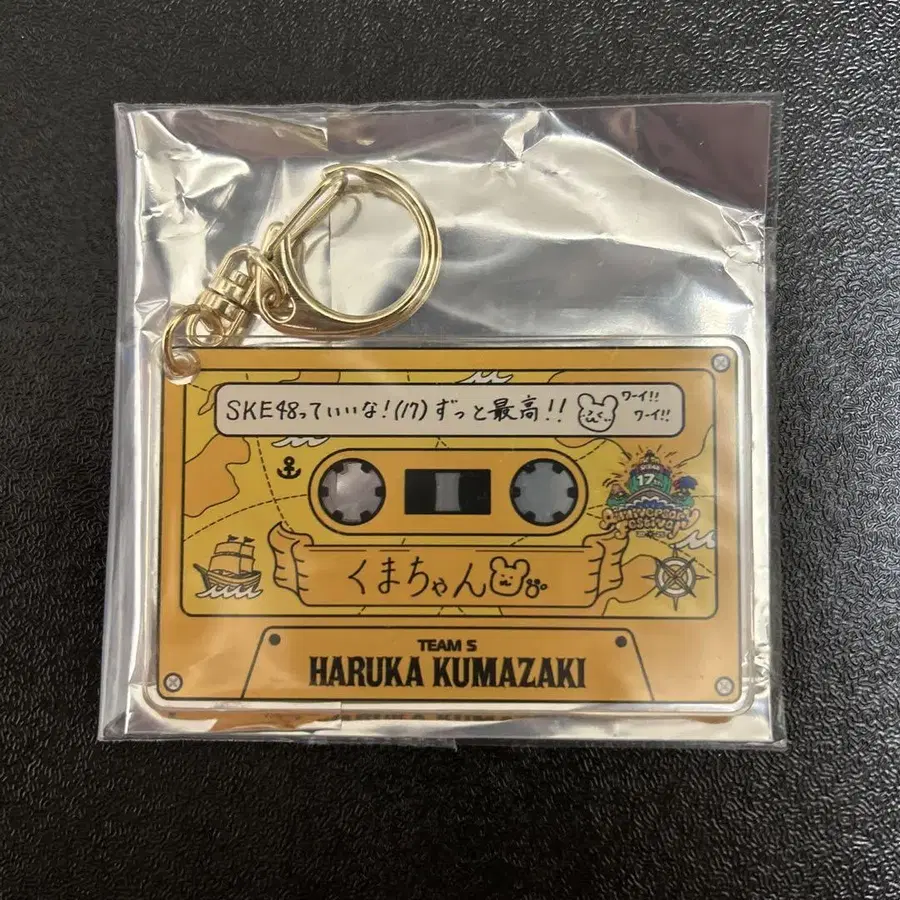 SKE48っていいな!(17)ずっと最高!!
ワーイ!!
ワーイ!!
17th
Anniversary
Festival
くまちゃん
TEAM S
HARUKA KUMAZAKI